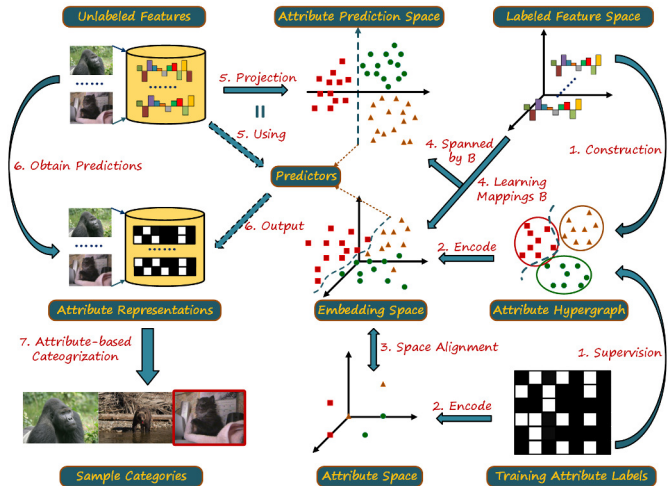 Unlabeled Features
Attribute Prediction Space
Labeled Feature Space
5. Projection
=
5. Using
1. Construction
4. Spanned
by B
6. Obtain Predictions
Predictors
4. Learning
Mappings B
6. Output
2. Encode
Attribute Representations
Embedding Space
Attribute Hypergraph
7. Attribute-based
Cateogrization
3. Space Alignment
1. Supervision
2. Encode
Sample Categories
Attribute Space
Training Attribute Labels